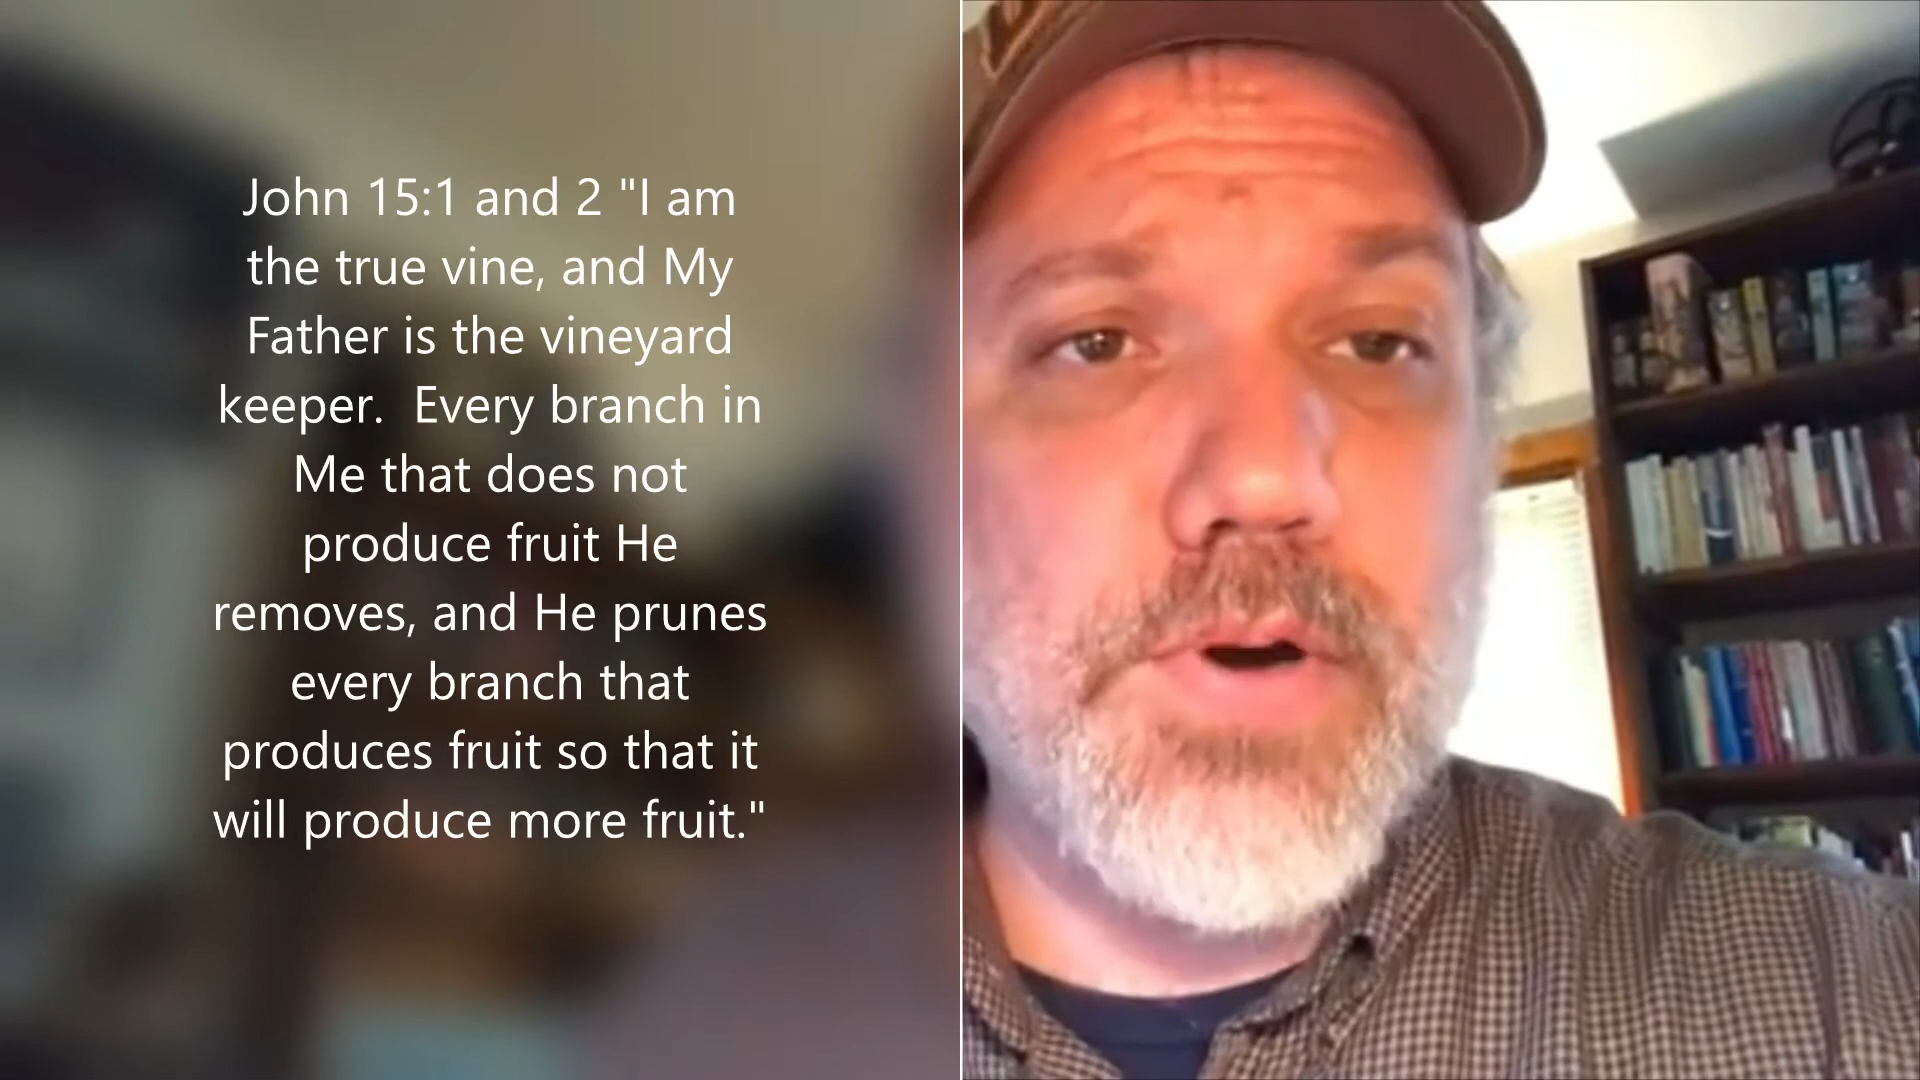 John 15:1 and 2 "I am
the true vine, and My
Father is the vineyard
keeper.  Every branch in
Me that does not
produce fruit He
removes, and He prunes
every branch that
produces fruit so that it
will produce more fruit."